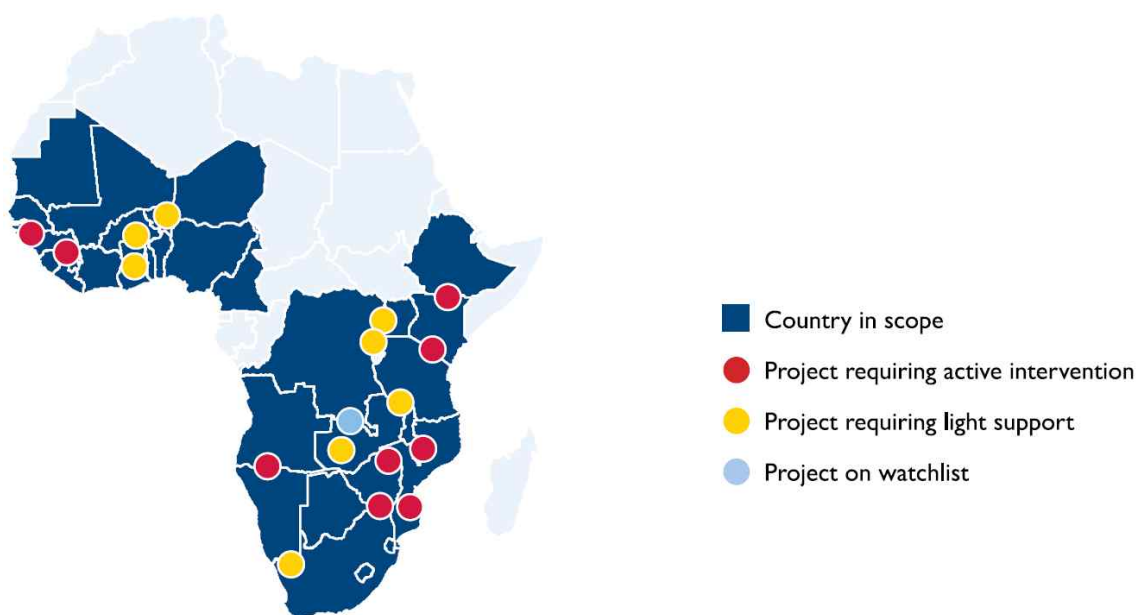 Country in scope
Project requiring active intervention
Project requiring light support
Project on watchlist